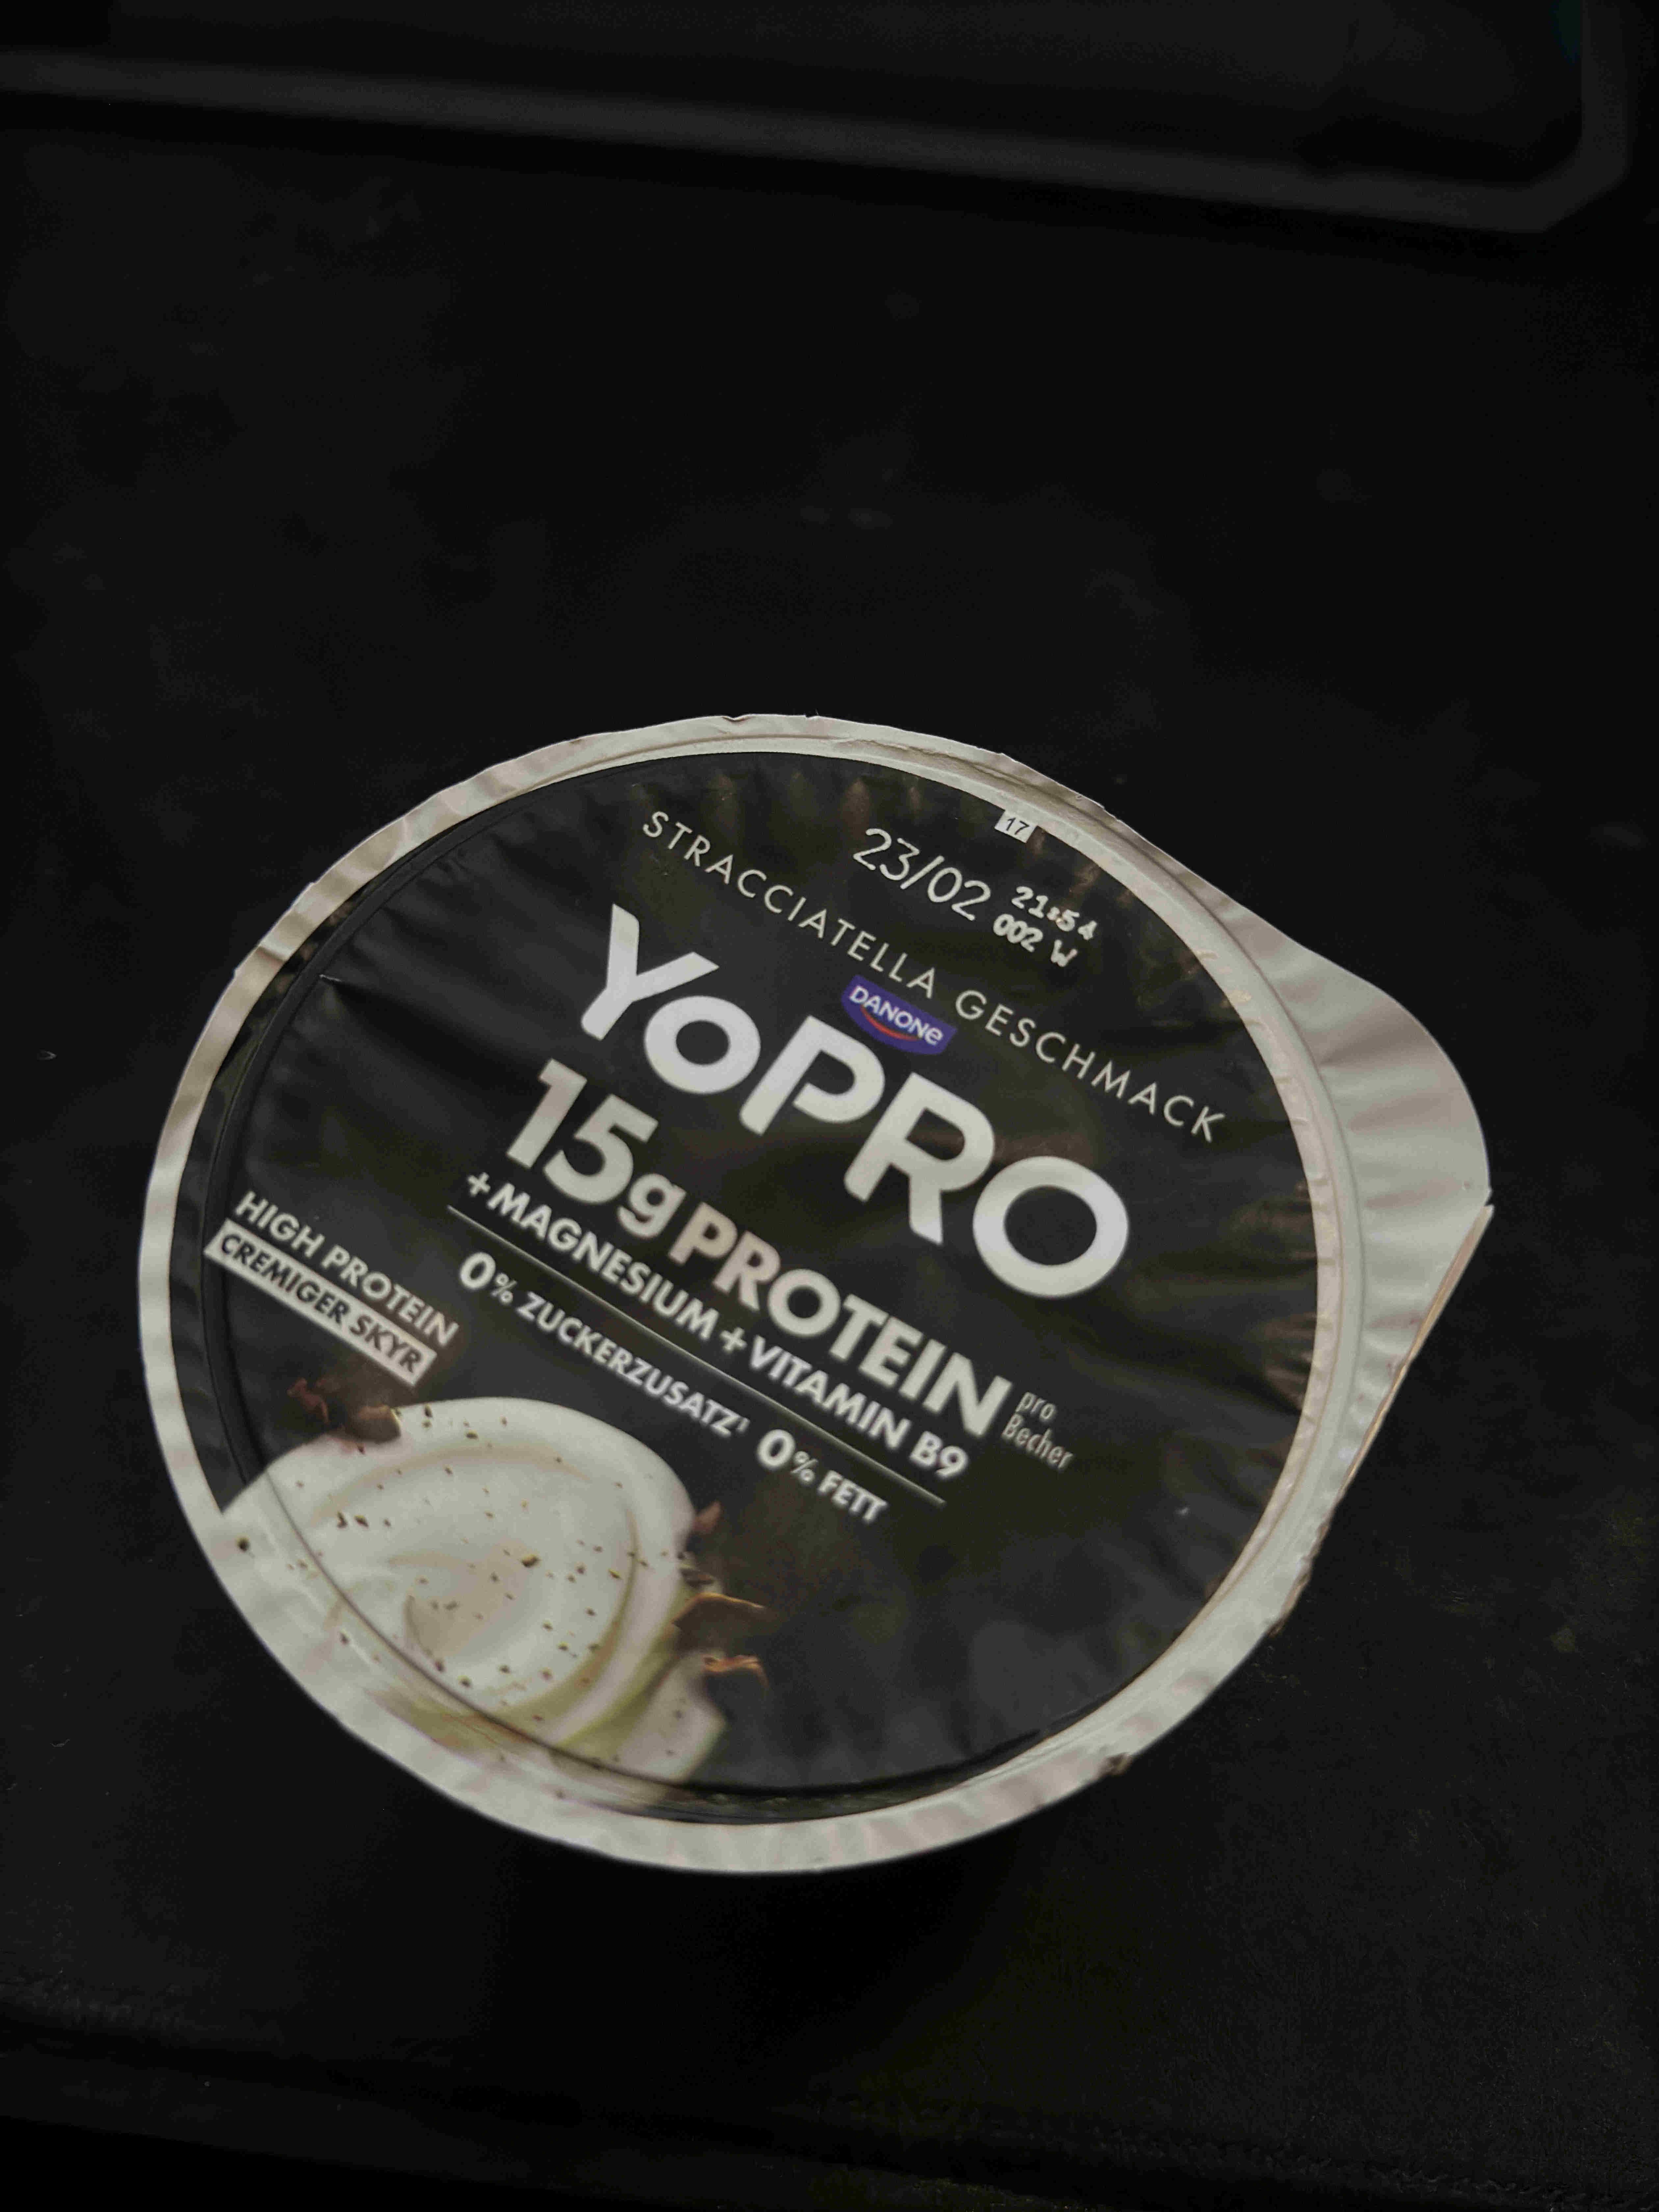 17
23/02 21:54
002 W
STRACCIATELLA GESCHMACK
DANONE
YoPRO
15g PROTEIN pro Becher
+MAGNESIUM+VITAMIN B9
0% ZUCKERZUSATZ¹ 0% FETT
HIGH PROTEIN
CREMIGER SKYR